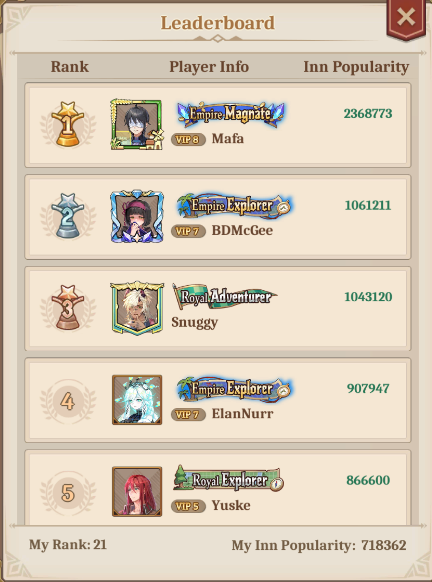 Leaderboard
Rank Player Info Inn Popularity
1 Empire Magnate 2368773
VIP 8 Mafa
2 Empire Explorer 1061211
VIP 7 BDMcGee
3 Royal Adventurer 1043120
Snuggy
4 Empire Explorer 907947
VIP 7 ElanNurr
5 Royal Explorer 866600
VIP 5 Yuske
My Rank: 21 My Inn Popularity: 718362